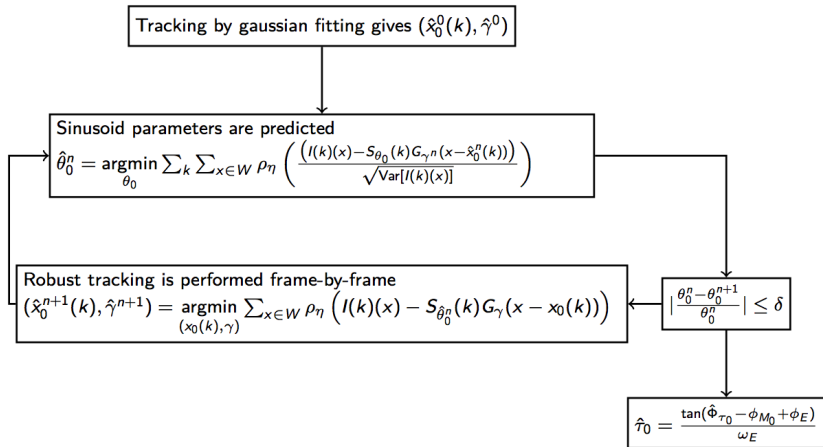 Tracking by gaussian fitting gives (x̂₀⁰(k), γ̂⁰)
Sinusoid parameters are predicted
θ̂₀ⁿ = argmin_{θ₀} ∑_k ∑_{x∈W} ρ_η ( (I(k)(x)−S_{θ₀}(k)G_{γⁿ}(x−x̂₀ⁿ(k))) / √Var[I(k)(x)] )
Robust tracking is performed frame-by-frame
(x̂₀ⁿ⁺¹(k), γ̂ⁿ⁺¹) = argmin_{(x₀(k),γ)} ∑_{x∈W} ρ_η ( I(k)(x) − S_{θ̂₀ⁿ}(k)G_γ(x − x₀(k)) )
|(θ₀ⁿ−θ₀ⁿ⁺¹)/θ₀ⁿ| ≤ δ
τ̂₀ = tan(Φ̂_{τ₀}−ϕ_{M₀}+ϕ_E)/ω_E